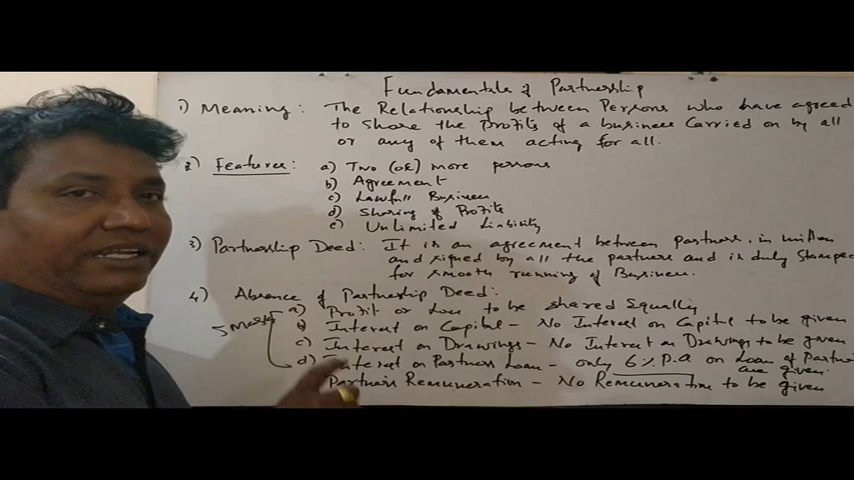 Fundamentals of Partnership
1) Meaning: The Relationship between Persons who have agreed
to share the Profits of a business Carried on by all
or any of them acting for all.
2) Features: a) Two (OR) more persons
b) Agreement
c) Lawfull Business
d) Sharing of Profits
e) Unlimited Liability
3) Partnership Deed: It is an agreement between partners, in written
and signed by all the partners and is duly Stamped
for smooth running of Business.
4) Absence of Partnership Deed:
5 Marks a) Profit or Loss to be shared Equally
b) Interest on Capital - No Interest on Capital to be given
c) Interest on Drawings - No Interest on Drawings to be given
d) Interest on Partners Loan - only 6% P.a on Loan of Partner
are given.
Partners Remuneration - No Remuneration to be given